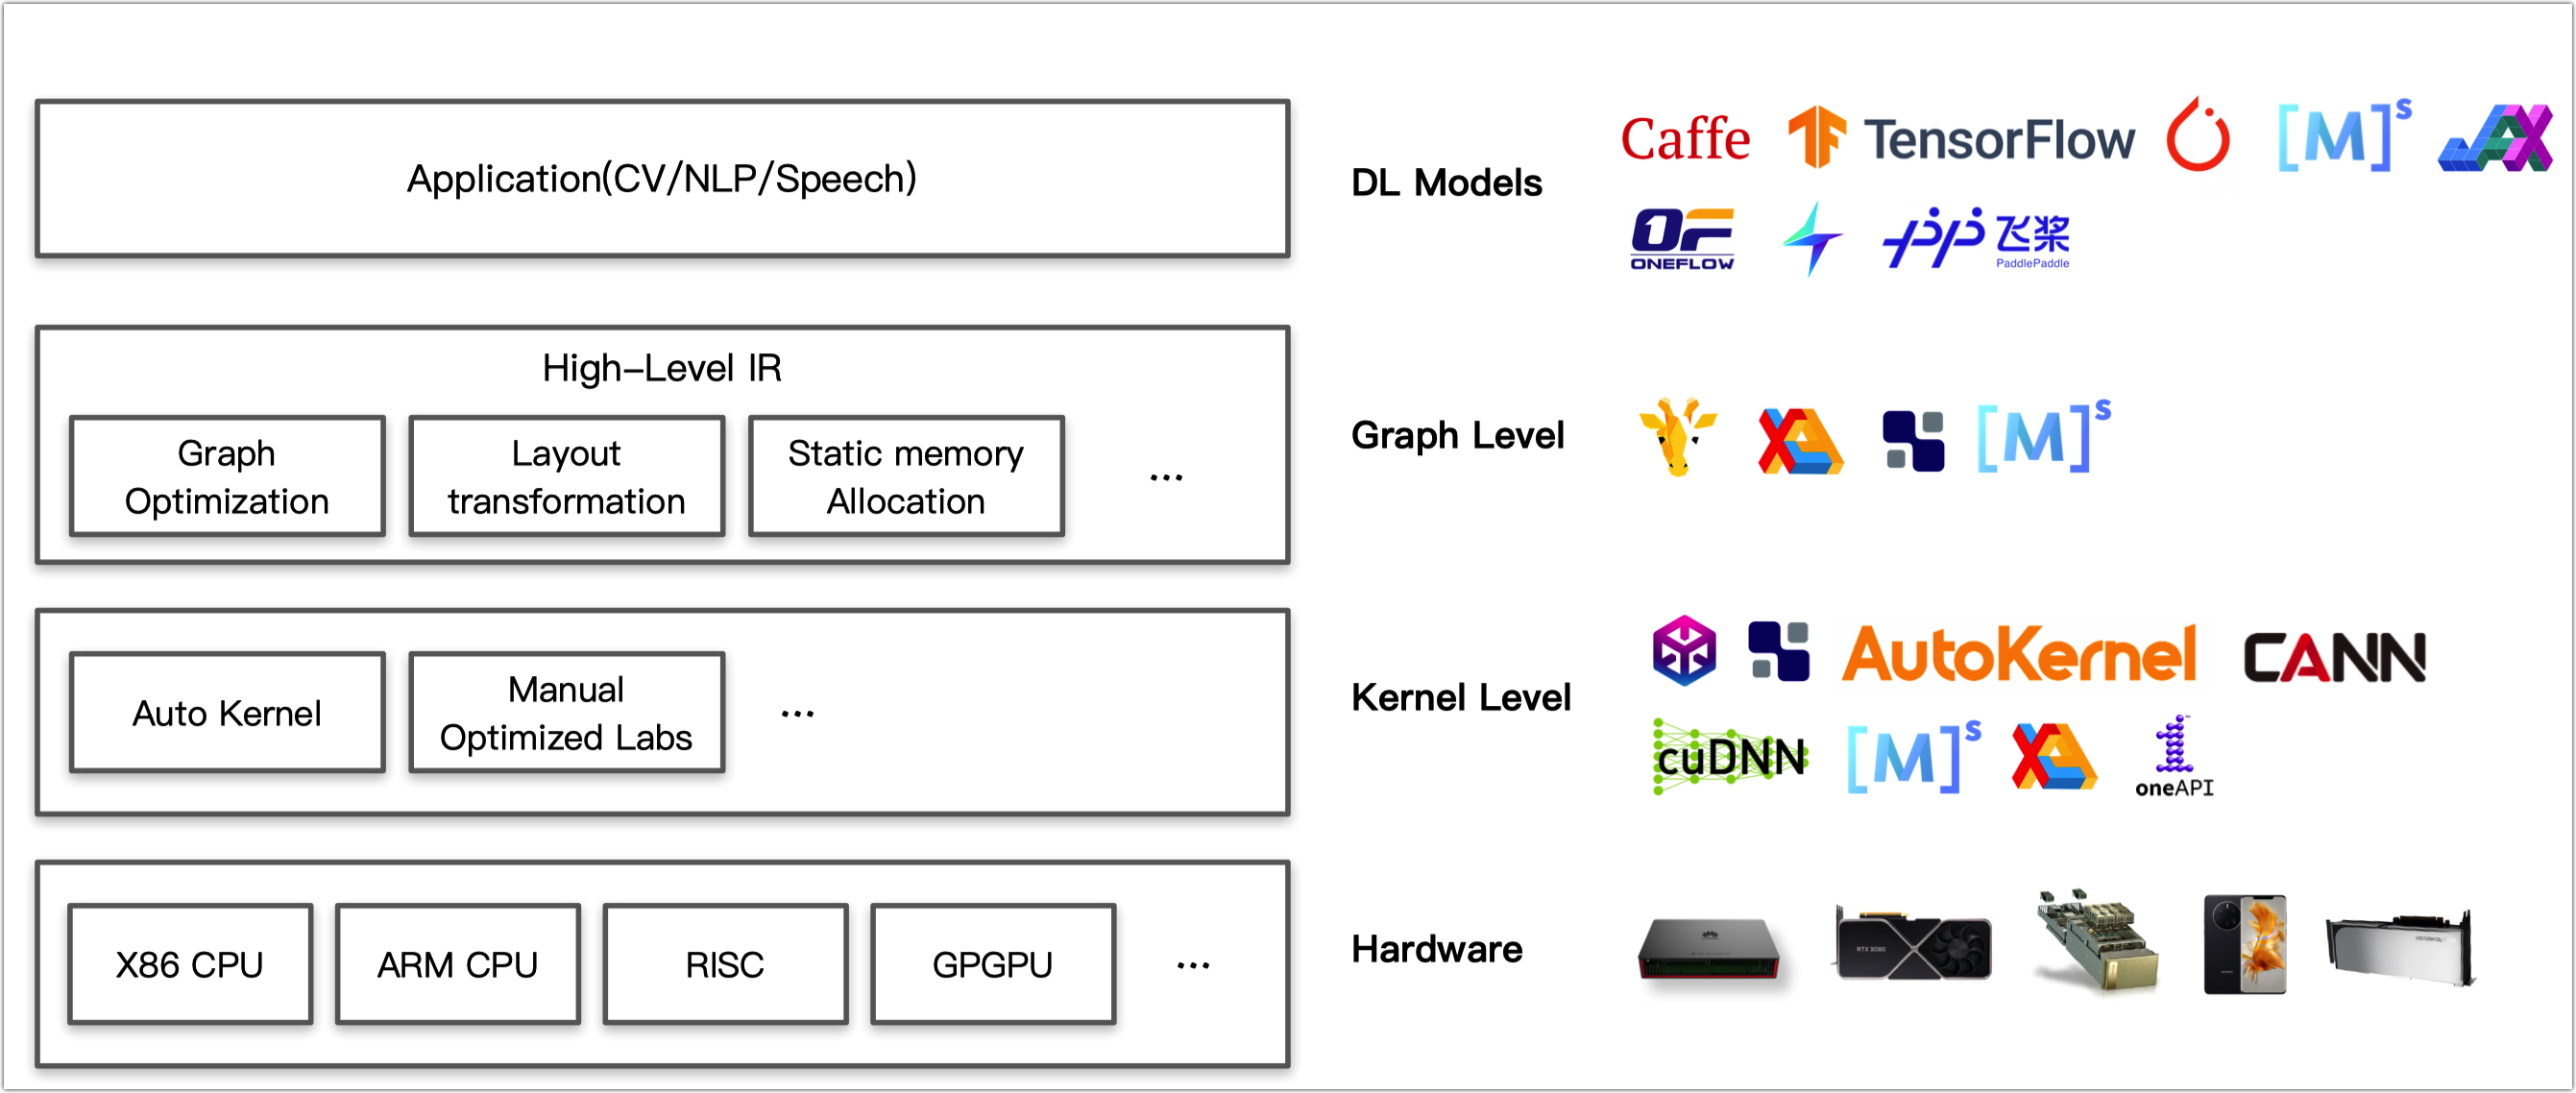 Application(CV/NLP/Speech)
DL Models
Caffe
TensorFlow
[M]s
JAX
OF
ONEFLOW
飞桨
PaddlePaddle
High-Level IR
Graph
Optimization
Layout
transformation
Static memory
Allocation
...
Graph Level
[M]s
Auto Kernel
Manual
Optimized Labs
...
Kernel Level
AutoKernel
CANN
cuDNN
[M]s
oneAPI
X86 CPU
ARM CPU
RISC
GPGPU
...
Hardware
RTX 3090